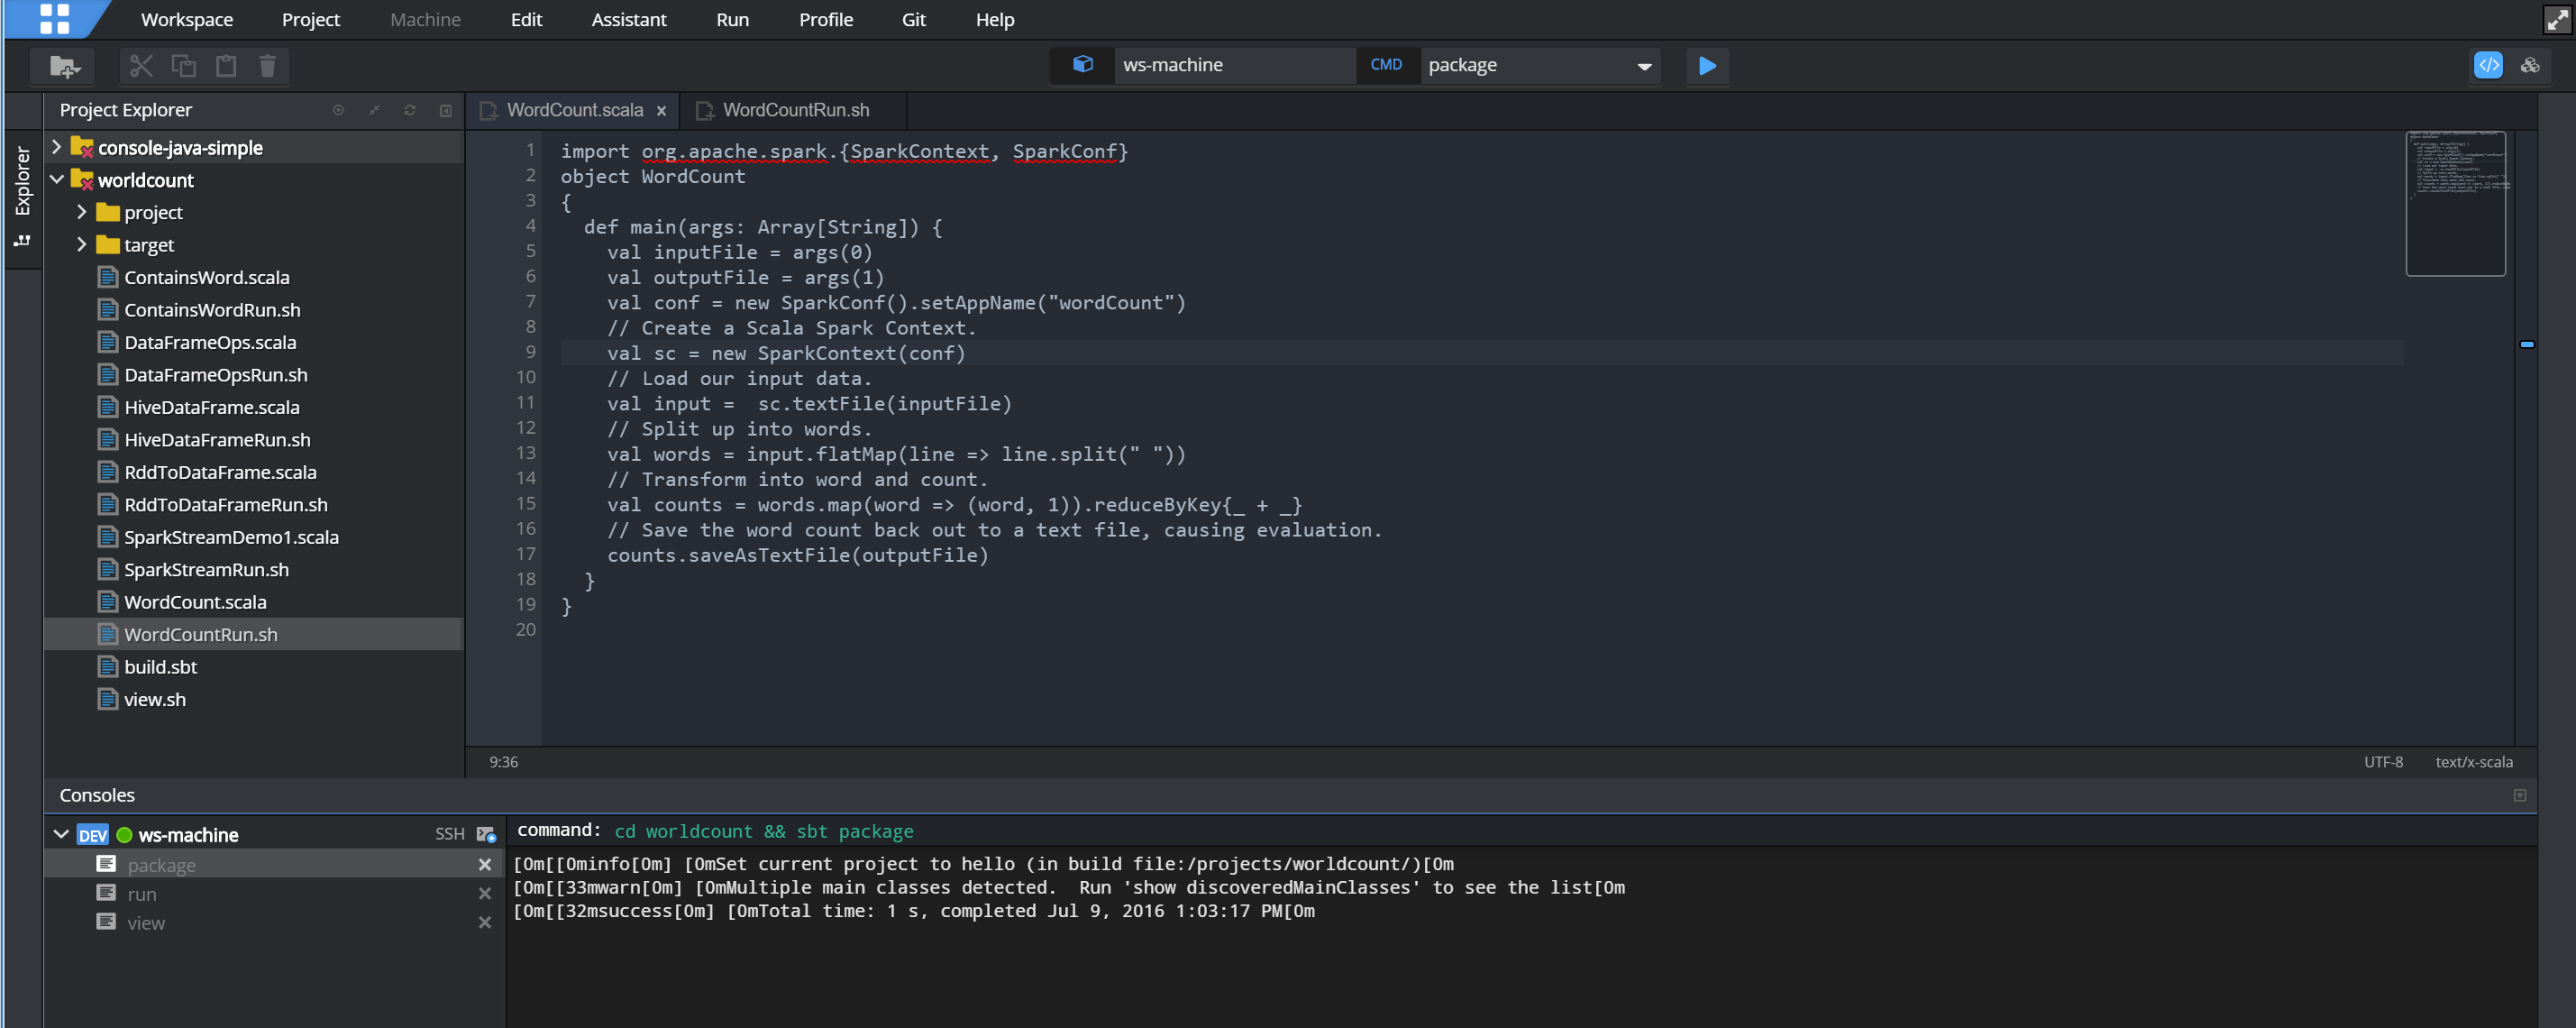 Workspace Project Machine Edit Assistant Run Profile Git Help
ws-machine CMD package
Explorer
Project Explorer
console-java-simple
worldcount
project
target
ContainsWord.scala
ContainsWordRun.sh
DataFrameOps.scala
DataFrameOpsRun.sh
HiveDataFrame.scala
HiveDataFrameRun.sh
RddToDataFrame.scala
RddToDataFrameRun.sh
SparkStreamDemo1.scala
SparkStreamRun.sh
WordCount.scala
WordCountRun.sh
build.sbt
view.sh
WordCount.scala x WordCountRun.sh
1 import org.apache.spark.{SparkContext, SparkConf}
2 object WordCount
3 {
4   def main(args: Array[String]) {
5     val inputFile = args(0)
6     val outputFile = args(1)
7     val conf = new SparkConf().setAppName("wordCount")
8     // Create a Scala Spark Context.
9     val sc = new SparkContext(conf)
10     // Load our input data.
11     val input =  sc.textFile(inputFile)
12     // Split up into words.
13     val words = input.flatMap(line => line.split(" "))
14     // Transform into word and count.
15     val counts = words.map(word => (word, 1)).reduceByKey{_ + _}
16     // Save the word count back out to a text file, causing evaluation.
17     counts.saveAsTextFile(outputFile)
18   }
19 }
20
9:36 UTF-8 text/x-scala
Consoles
DEV ws-machine SSH
package
run
view
command: cd worldcount && sbt package
[0m[[0minfo[0m] [0mSet current project to hello (in build file:/projects/worldcount/)[0m
[0m[[33mwarn[0m] [0mMultiple main classes detected.  Run 'show discoveredMainClasses' to see the list[0m
[0m[[32msuccess[0m] [0mTotal time: 1 s, completed Jul 9, 2016 1:03:17 PM[0m